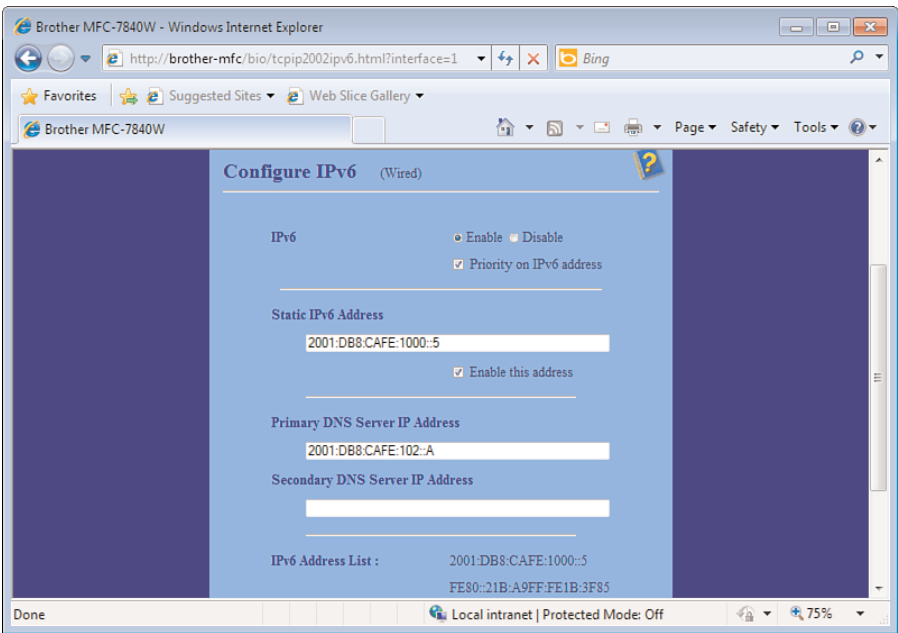 Brother MFC-7840W - Windows Internet Explorer
http://brother-mfc/bio/tcpip2002ipv6.html?interface=1
Bing
Favorites
Suggested Sites
Web Slice Gallery
Brother MFC-7840W
Page
Safety
Tools
Configure IPv6 (Wired)
IPv6
Enable Disable
Priority on IPv6 address
Static IPv6 Address
2001:DB8:CAFE:1000::5
Enable this address
Primary DNS Server IP Address
2001:DB8:CAFE:102::A
Secondary DNS Server IP Address
IPv6 Address List : 2001:DB8:CAFE:1000::5
FE80::21B:A9FF:FE1B:3F85
Done
Local intranet | Protected Mode: Off
75%